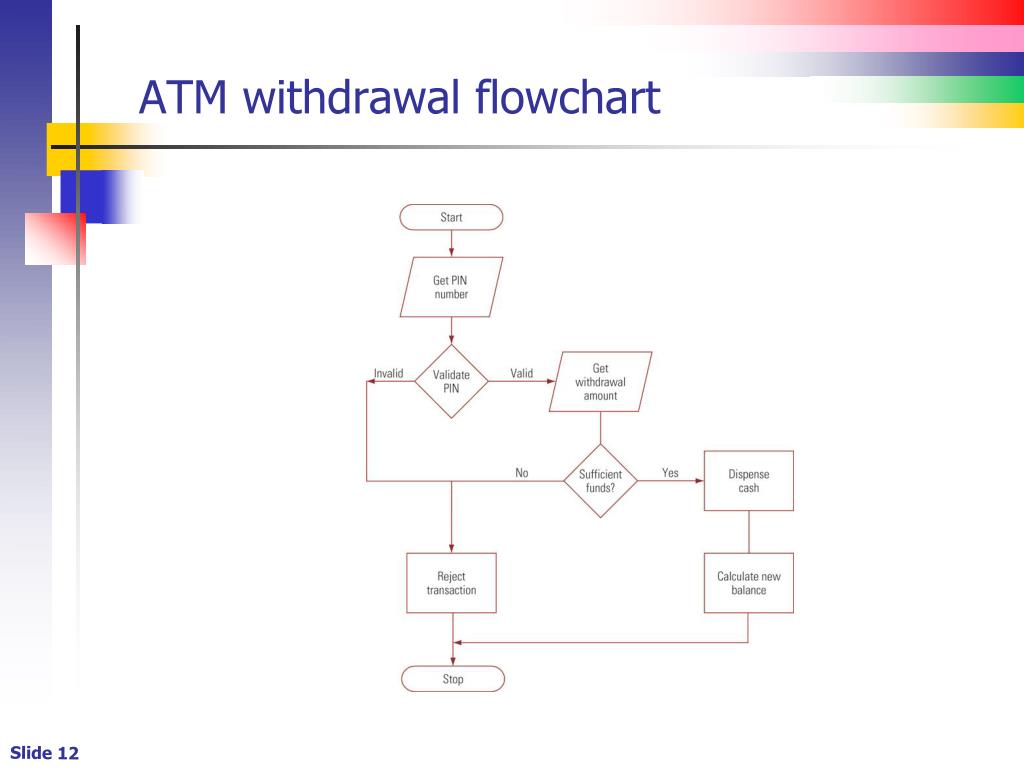 ATM withdrawal flowchart
Start
Get PIN
number
Invalid
Validate
PIN
Valid
Get
withdrawal
amount
No
Sufficient
funds?
Yes
Dispense
cash
Reject
transaction
Calculate new
balance
Stop
Slide 12